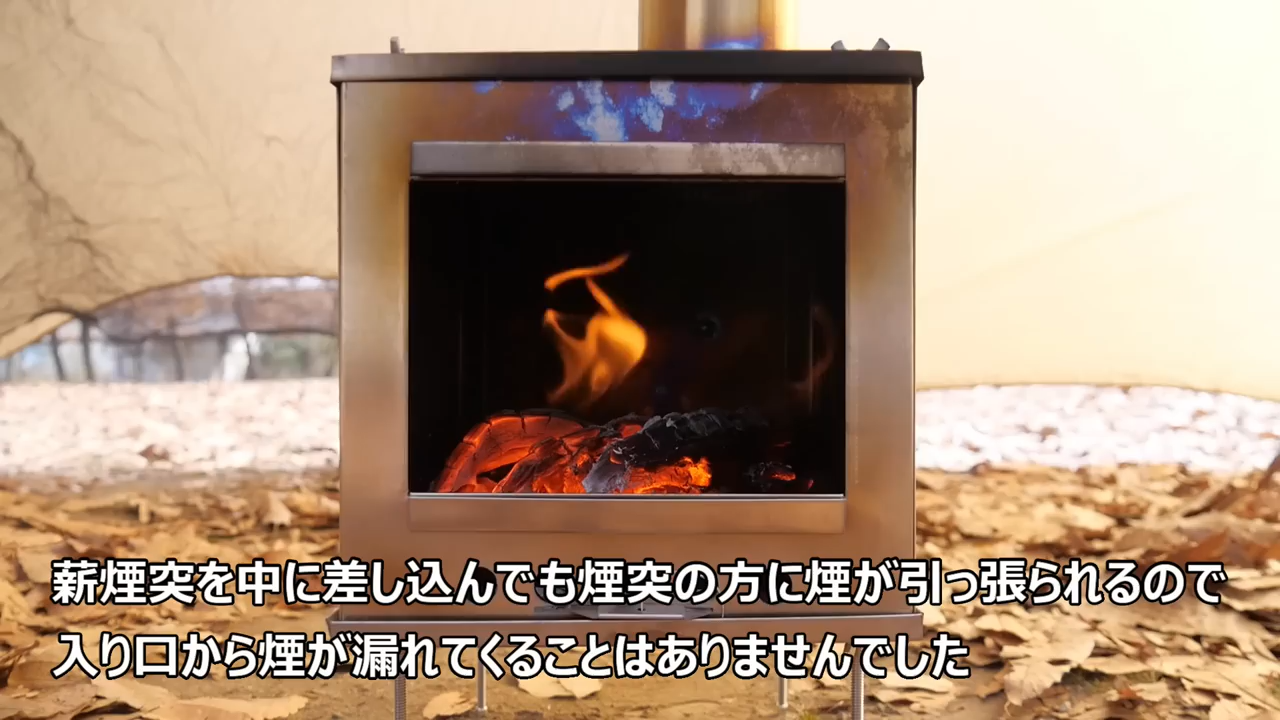 薪煙突を中に差し込んでも煙突の方に煙が引っ張られるので
入り口から煙が漏れてくることはありませんでした